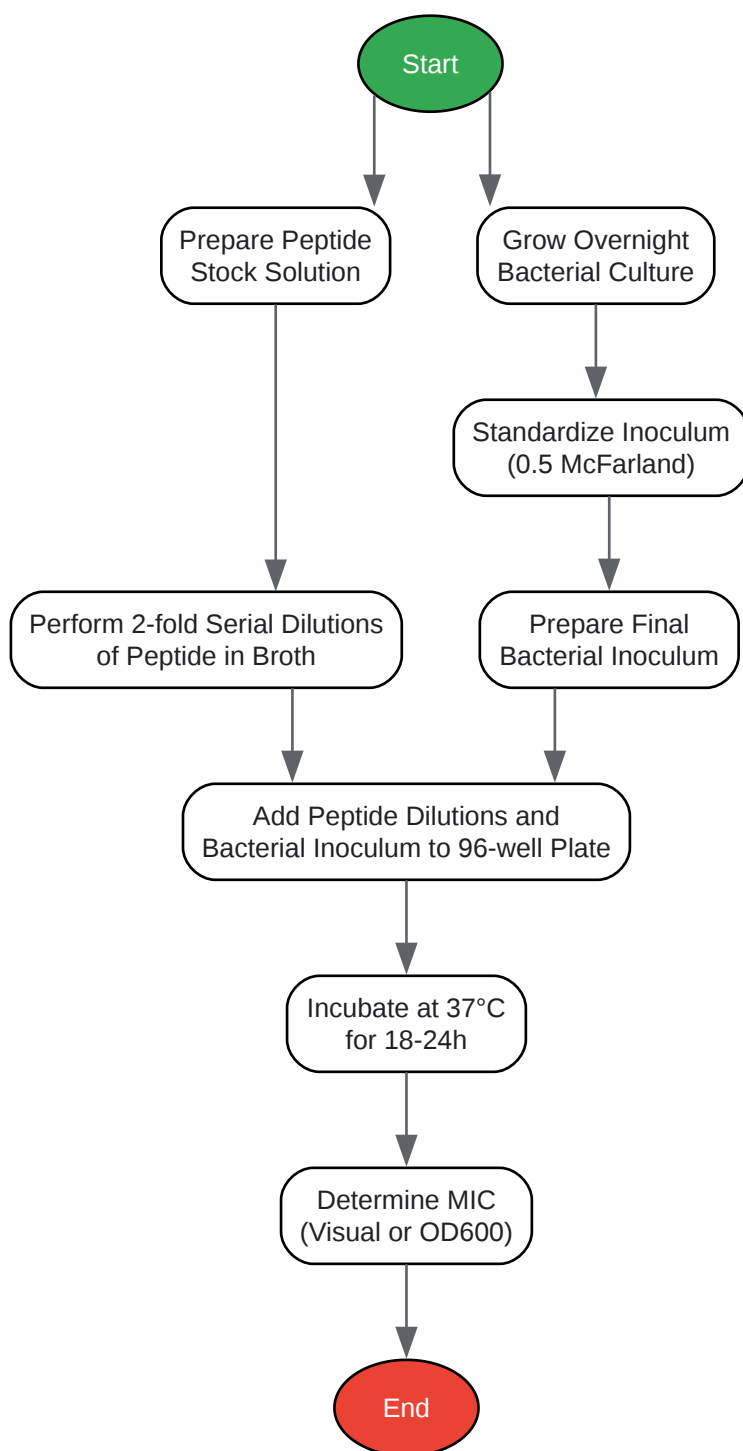 Start
Prepare Peptide
Stock Solution
Grow Overnight
Bacterial Culture
Standardize Inoculum
(0.5 McFarland)
Perform 2-fold Serial Dilutions
of Peptide in Broth
Prepare Final
Bacterial Inoculum
Add Peptide Dilutions and
Bacterial Inoculum to 96-well Plate
Incubate at 37°C
for 18-24h
Determine MIC
(Visual or OD600)
End